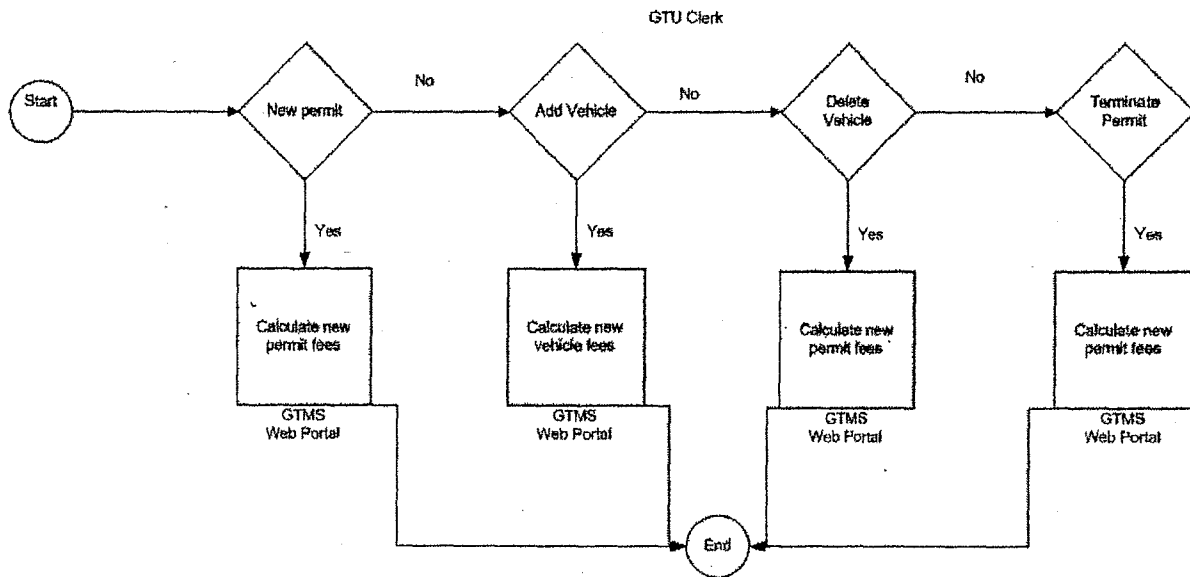 GTU Clerk
Start
New permit
No
Add Vehicle
No
Delete
Vehicle
No
Terminate
Permit
Yes
Yes
Yes
Yes
Calculate new
permit fees
Calculate new
vehicle fees
Calculate new
permit fees
Calculate new
permit fees
GTMS
Web Portal
GTMS
Web Portal
GTMS
Web Portal
GTMS
Web Portal
End